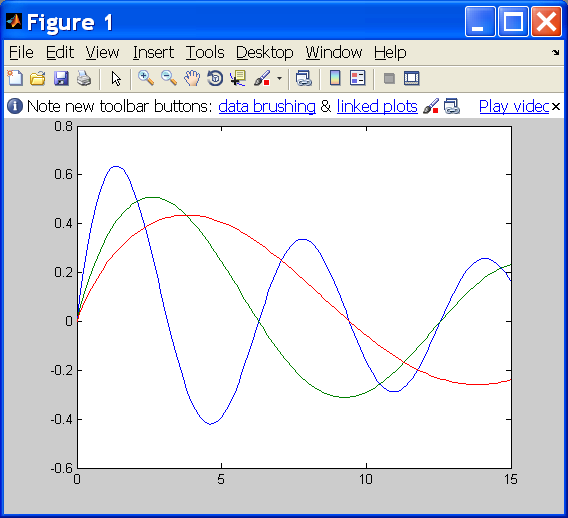 Figure 1
File Edit View Insert Tools Desktop Window Help
Note new toolbar buttons: data brushing & linked plots Play video
0.8
0.6
0.4
0.2
0
-0.2
-0.4
-0.6
0 5 10 15